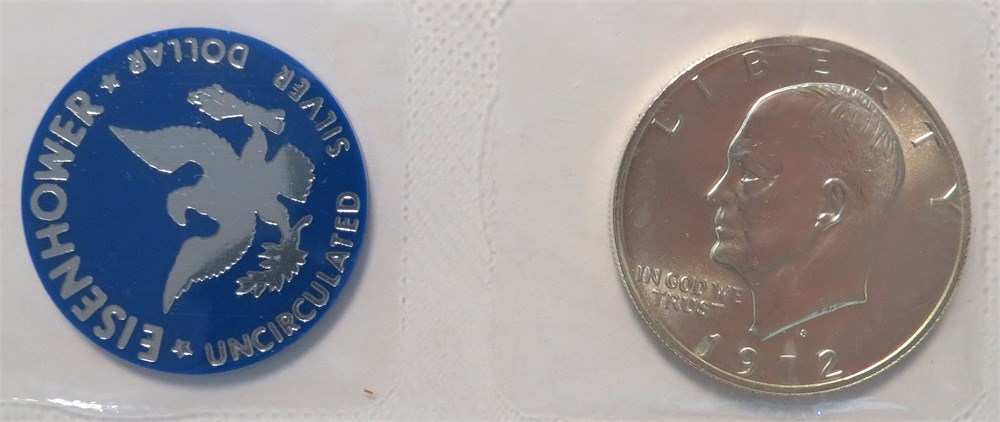 EISENHOWER ★ UNCIRCULATED SILVER DOLLAR ★
LIBERTY
IN GOD WE
TRUST
1972
S